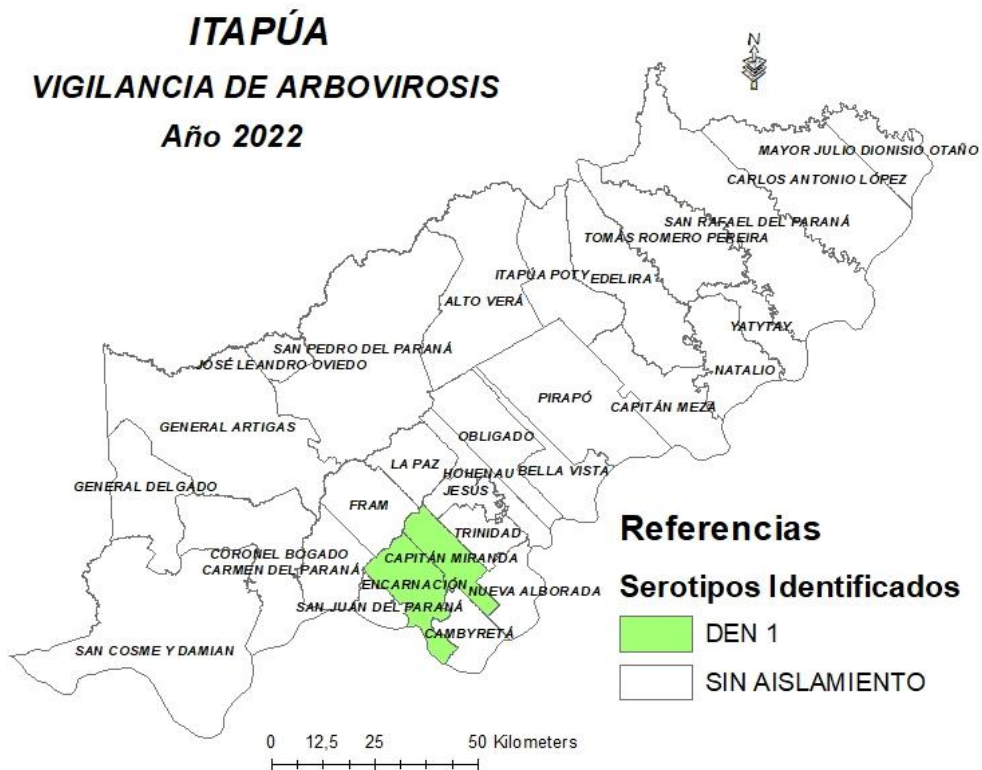 ITAPÚA
VIGILANCIA DE ARBOVIROSIS
Año 2022
N
MAYOR JULIO DIONISIO OTAÑO
CARLOS ANTONIO LÓPEZ
SAN RAFAEL DEL PARANÁ
TOMÁS ROMERO PEREIRA
ITAPÚA POTY
EDELIRA
ALTO VERÁ
YATYTAY
SAN PEDRO DEL PARANÁ
JOSÉ LEANDRO OVIEDO
NATALIO
PIRAPÓ
CAPITÁN MEZA
GENERAL ARTIGAS
OBLIGADO
LA PAZ
HOHENAU
BELLA VISTA
JESÚS
GENERAL DELGADO
FRAM
TRINIDAD
CORONEL BOGADO
CAPITÁN MIRANDA
CARMEN DEL PARANÁ
ENCARNACIÓN
NUEVA ALBORADA
SAN JUÁN DEL PARANÁ
CAMBYRETÁ
SAN COSME Y DAMIAN
Referencias
Serotipos Identificados
DEN 1
SIN AISLAMIENTO
0 12,5 25 50 Kilometers